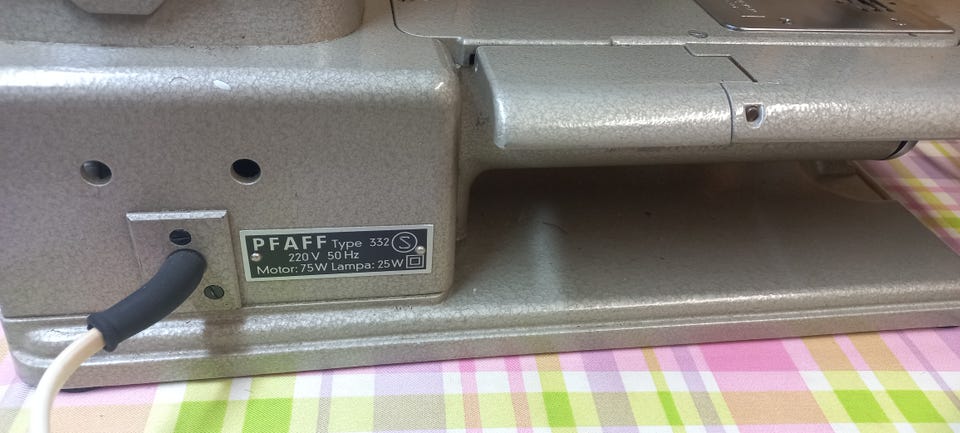 PFAFF Type 332 S
220 V 50 Hz
Motor: 75W Lampa: 25W